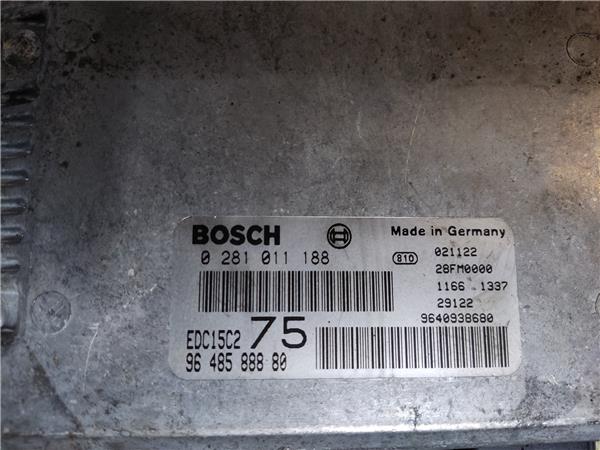 BOSCH
Made in Germany
0 281 011 188
810
021122
28FM0000
1166 1337
29122
9640938680
EDC15C2 75
96 485 888 80